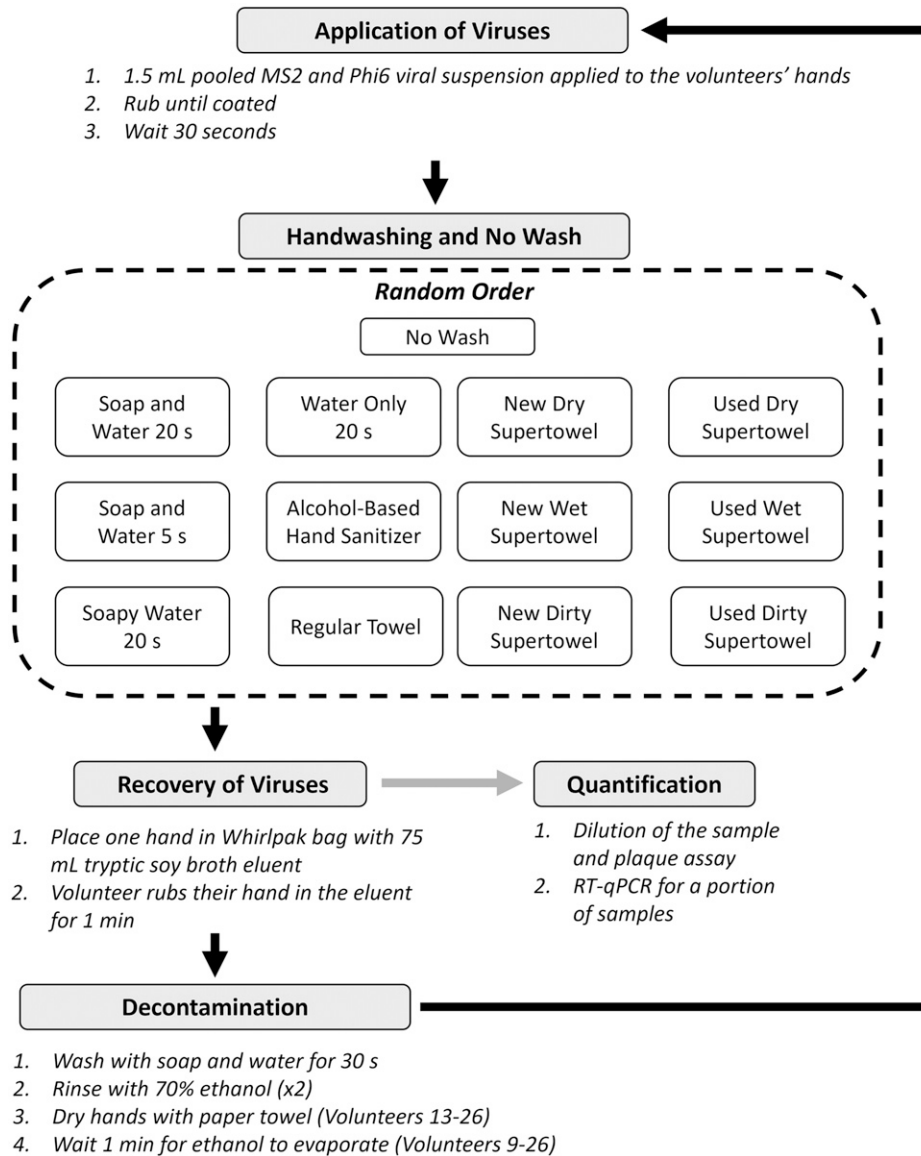 Application of Viruses
1. 1.5 mL pooled MS2 and Phi6 viral suspension applied to the volunteers’ hands
2. Rub until coated
3. Wait 30 seconds
Handwashing and No Wash
Random Order
No Wash
Soap and
Water 20 s
Water Only
20 s
New Dry
Supertowel
Used Dry
Supertowel
Soap and
Water 5 s
Alcohol-Based
Hand Sanitizer
New Wet
Supertowel
Used Wet
Supertowel
Soapy Water
20 s
Regular Towel
New Dirty
Supertowel
Used Dirty
Supertowel
Recovery of Viruses
1. Place one hand in Whirlpak bag with 75
mL tryptic soy broth eluent
2. Volunteer rubs their hand in the eluent
for 1 min
Quantification
1. Dilution of the sample
and plaque assay
2. RT-qPCR for a portion
of samples
Decontamination
1. Wash with soap and water for 30 s
2. Rinse with 70% ethanol (x2)
3. Dry hands with paper towel (Volunteers 13-26)
4. Wait 1 min for ethanol to evaporate (Volunteers 9-26)